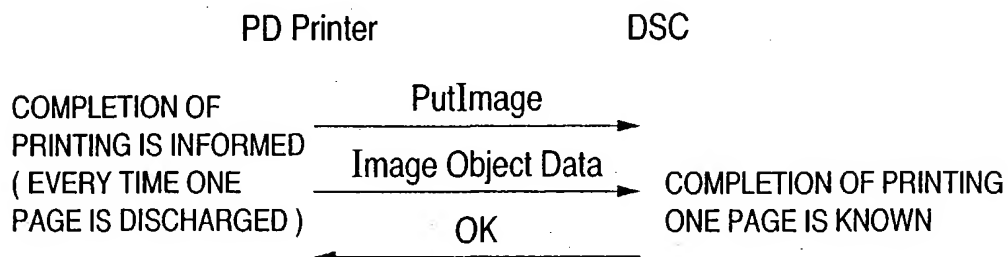 PD Printer DSC
PutImage
COMPLETION OF
PRINTING IS INFORMED
( EVERY TIME ONE
PAGE IS DISCHARGED )
Image Object Data
COMPLETION OF PRINTING
ONE PAGE IS KNOWN
OK